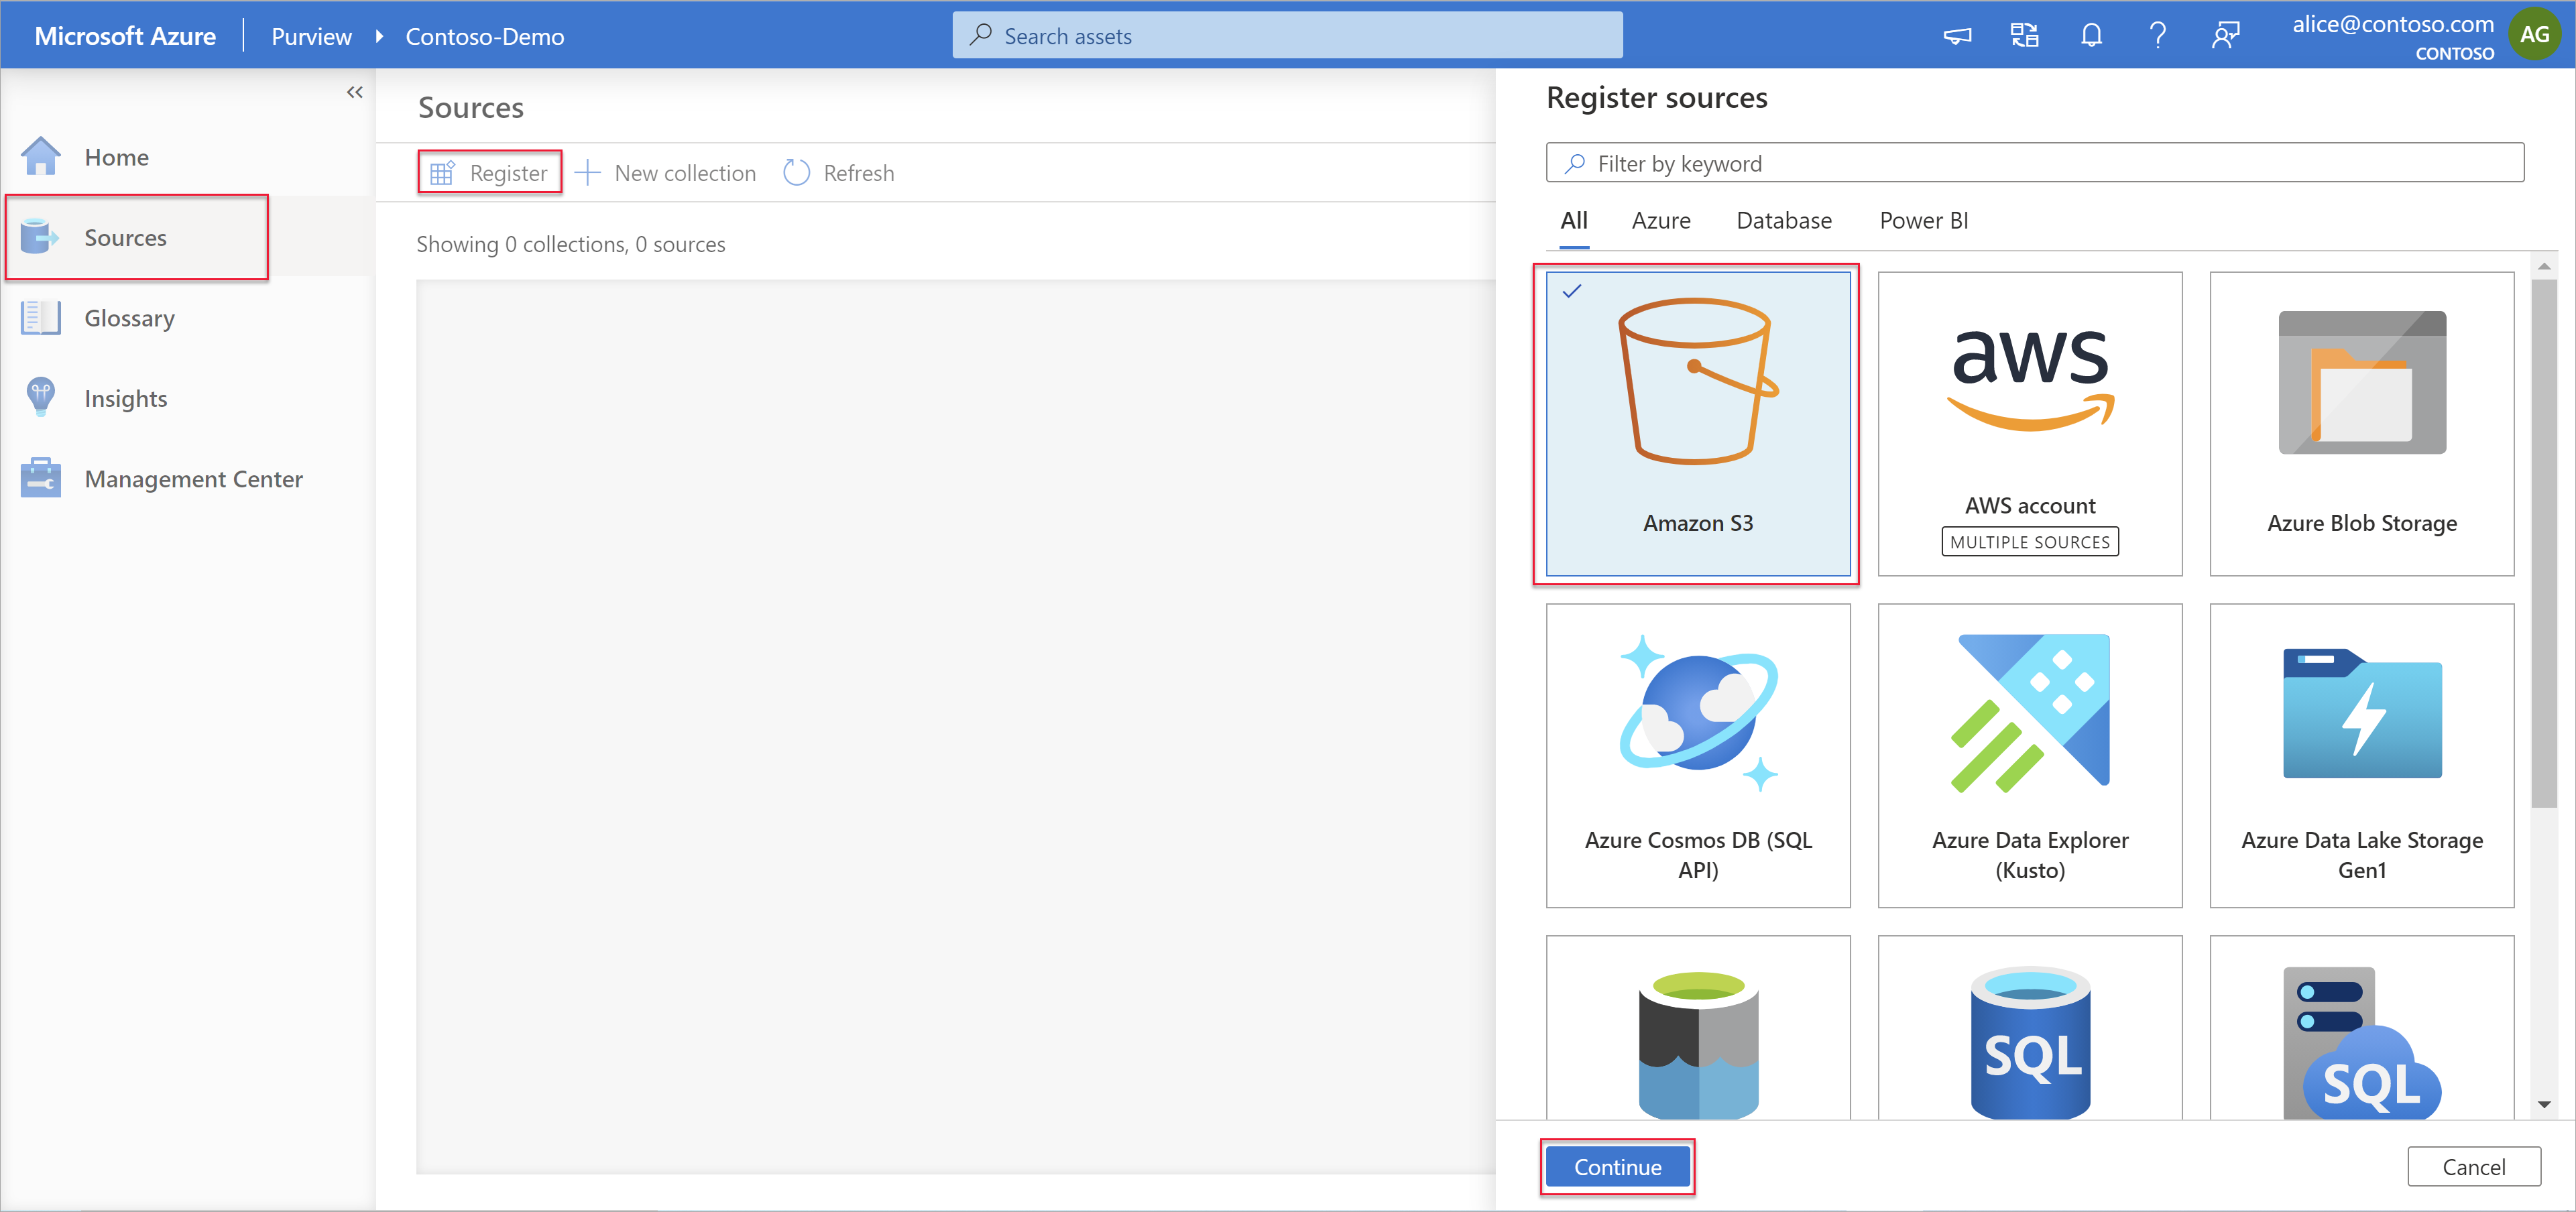 Microsoft Azure
Purview
Contoso-Demo
Search assets
alice@contoso.com
CONTOSO
AG
Home
Sources
Glossary
Insights
Management Center
Sources
Register
New collection
Refresh
Showing 0 collections, 0 sources
Register sources
Filter by keyword
All
Azure
Database
Power BI
Amazon S3
aws
AWS account
MULTIPLE SOURCES
Azure Blob Storage
Azure Cosmos DB (SQL
API)
Azure Data Explorer
(Kusto)
Azure Data Lake Storage
Gen1
SQL
SQL
Continue
Cancel